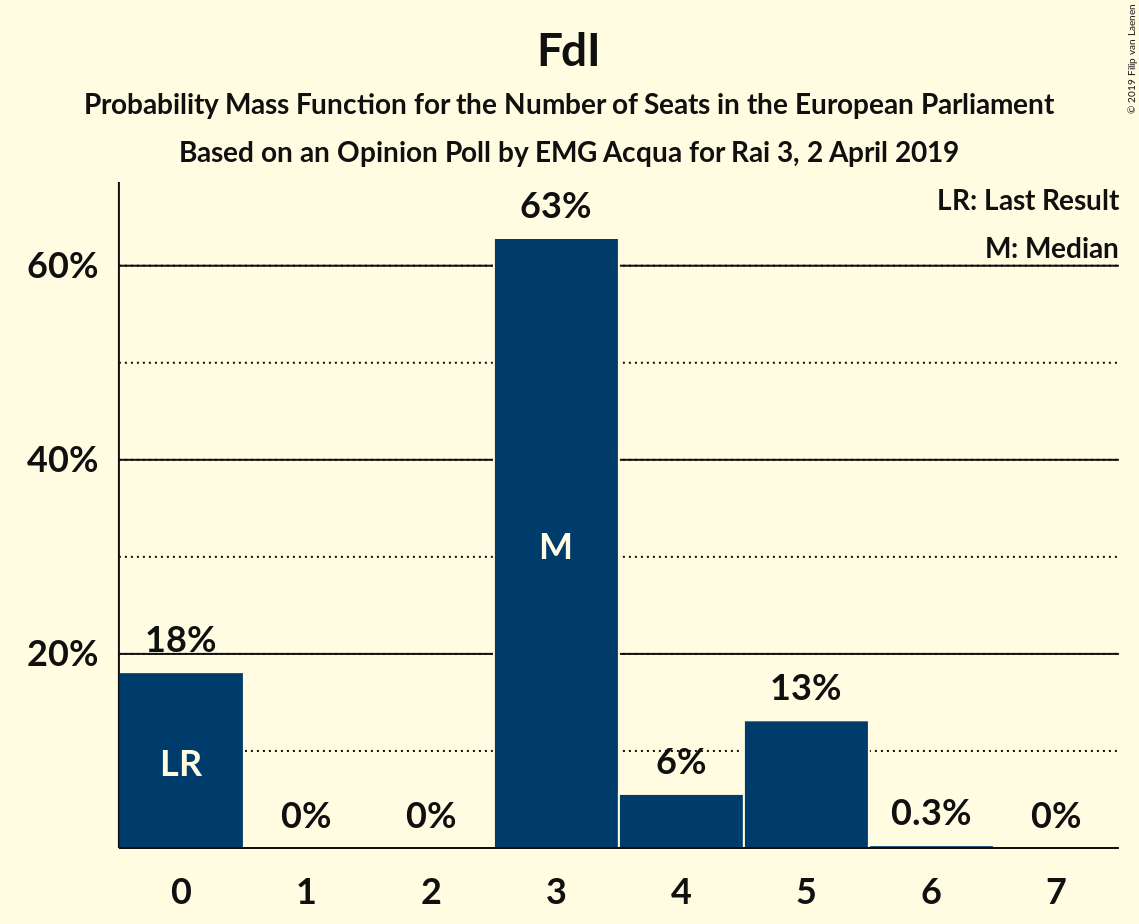 FdI
Probability Mass Function for the Number of Seats in the European Parliament
Based on an Opinion Poll by EMG Acqua for Rai 3, 2 April 2019
© 2019 Filip van Laenen
LR: Last Result
M: Median
60%
40%
20%
18%
LR
0%
0%
63%
M
6%
13%
0.3%
0%
0 1 2 3 4 5 6 7